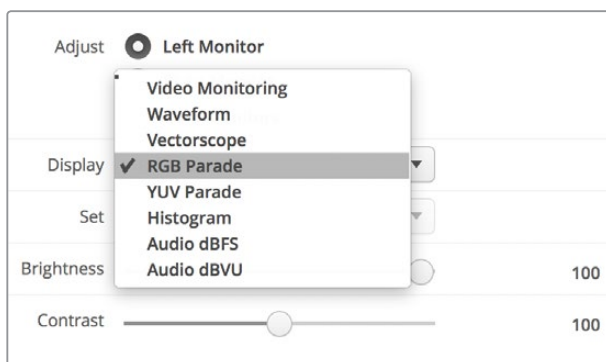 Adjust Left Monitor
Video Monitoring
Waveform
Vectorscope
Display ✓ RGB Parade
YUV Parade
Set Histogram
Audio dBFS
Brightness Audio dBVU 100
Contrast 100